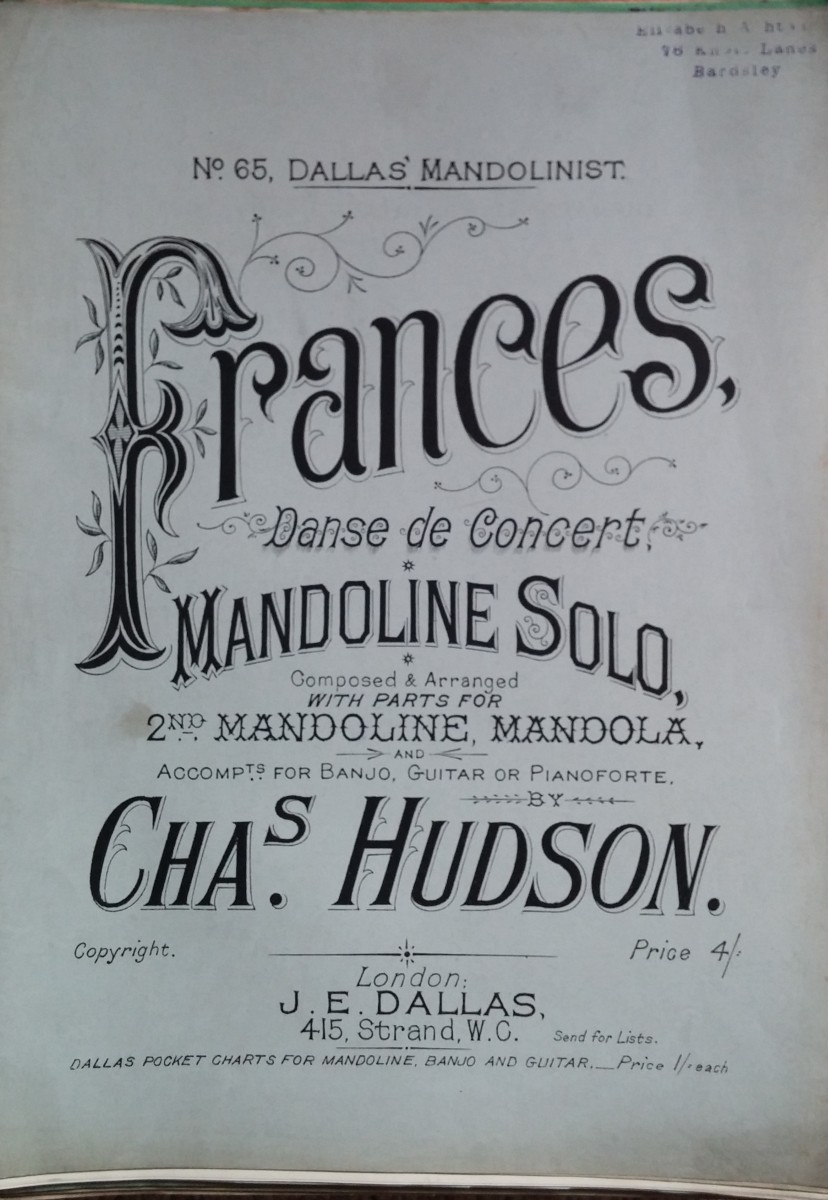 Lanes
Bardsley
No. 65, DALLAS' MANDOLINIST.
Frances,
Danse de Concert,
MANDOLINE SOLO,
Composed & Arranged
WITH PARTS FOR
2ND MANDOLINE, MANDOLA,
AND
ACCOMPTS. FOR BANJO, GUITAR OR PIANOFORTE.
BY
CHAS. HUDSON.
Copyright. Price 4/-
London;
J. E. DALLAS,
415, Strand, W.C. Send for Lists.
DALLAS POCKET CHARTS FOR MANDOLINE, BANJO AND GUITAR.—Price 1/- each